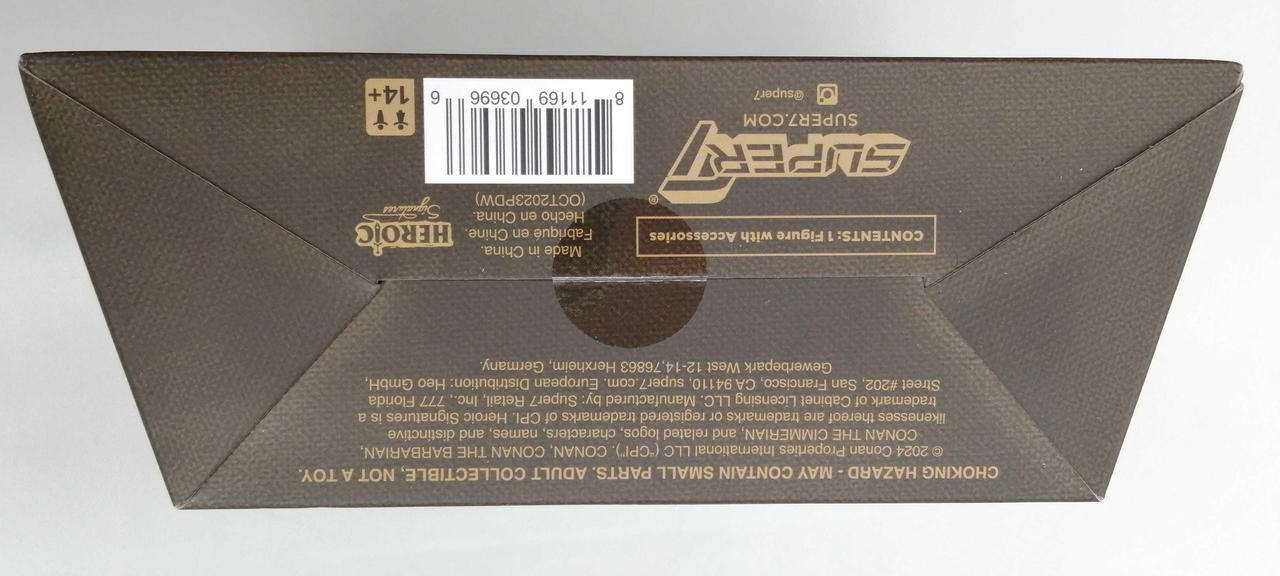 CHOKING HAZARD - MAY CONTAIN SMALL PARTS. ADULT COLLECTIBLE, NOT A TOY.
© 2024 Conan Properties International LLC ("CPI"). CONAN, CONAN THE BARBARIAN,
CONAN THE CIMMERIAN, and related logos, characters, names, and distinctive
likenesses thereof are trademarks or registered trademarks of CPI. Heroic Signatures is a
trademark of Cabinet Licensing LLC. Manufactured by: Super7 Retail, Inc., 777 Florida
Street #202, San Francisco, CA 94110, super7.com. European Distribution: Heo GmbH,
Gewerbepark West 12-14,76863 Herxheim, Germany.
CONTENTS: 1 Figure with Accessories
SUPER7®
SUPER7.COM
@super7
Made in China.
Fabriqué en Chine.
Hecho en China.
(OCT2023PDW)
HEROIC
Signatures
8 11169 03696 6
14+